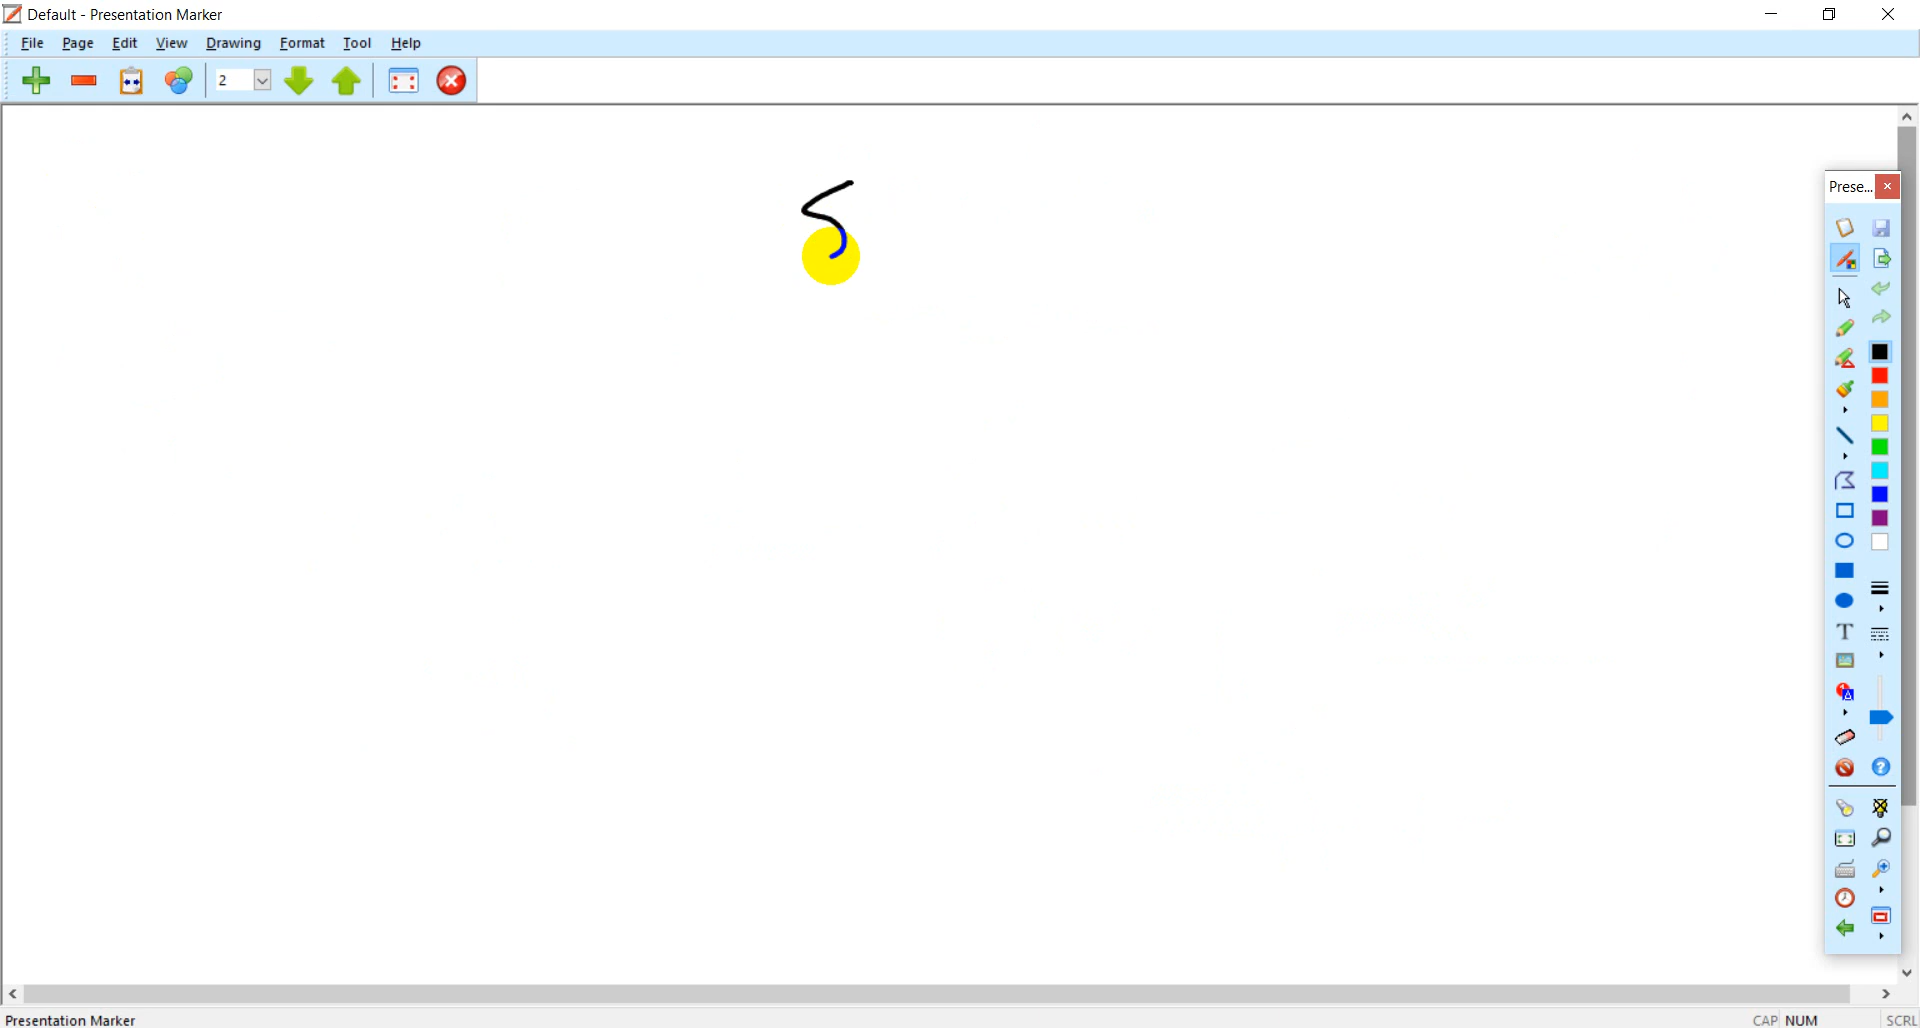 Default - Presentation Marker
File Page Edit View Drawing Format Tool Help
2
Prese...
T
Presentation Marker
CAP NUM SCRL